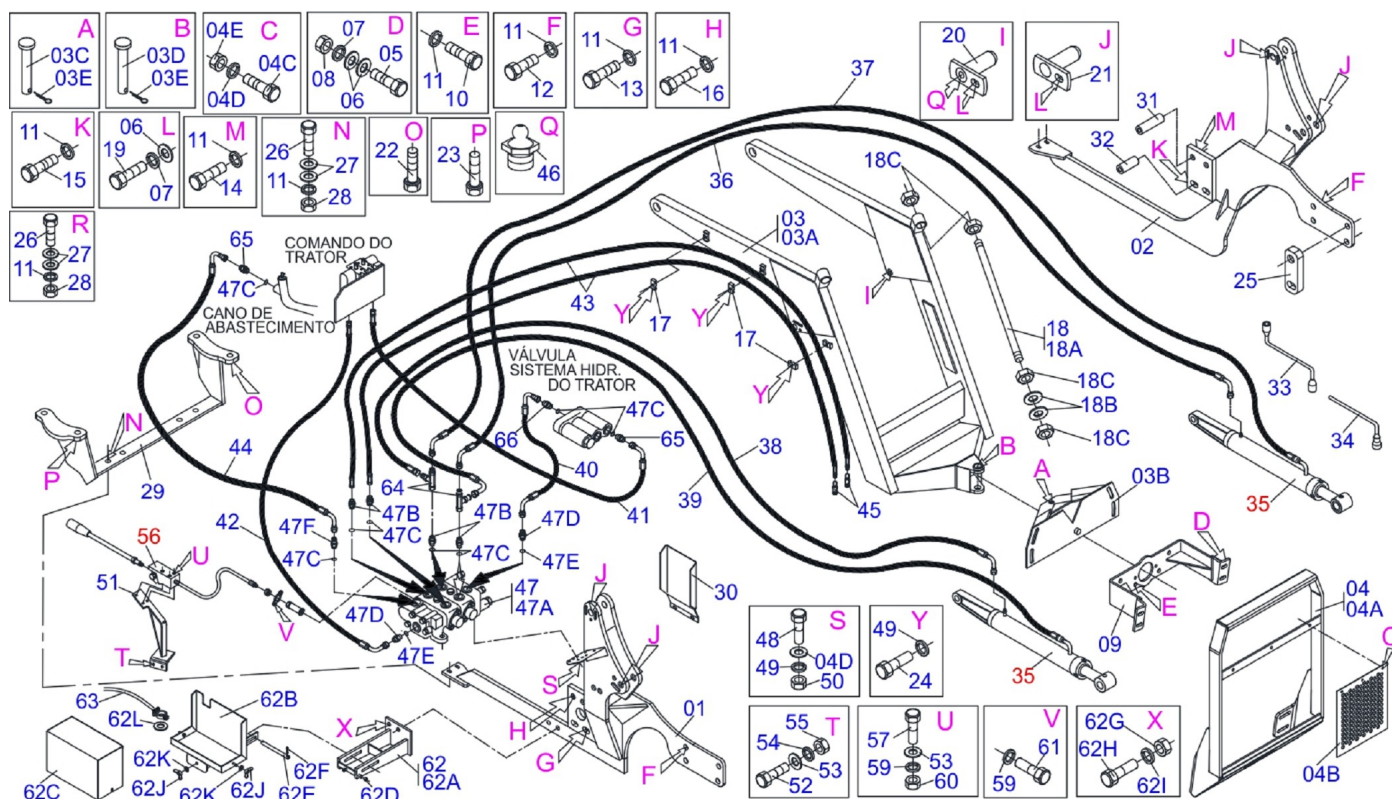 A
03C
03E
B
03D
03E
C
04E
04C
04D
D
07
05
08
06
E
11
10
F
11
12
G
11
13
H
11
16
I
20
Q
L
J
21
L
K
11
15
L
06
19
07
M
11
14
N
26
27
11
28
O
22
P
23
Q
46
R
26
27
11
28
65
47C
COMANDO DO
TRATOR
CANO DE
ABASTECIMENTO
37
36
43
Y
17
Y
17
Y
03
03A
18C
I
18
18A
18C
18B
18C
J
J
31
32
M
K
F
02
25
33
34
35
VÁLVULA
SISTEMA HIDR.
DO TRATOR
47C
66
65
40
41
38
39
45
B
A
03B
D
E
09
04
04A
C
04B
O
N
P
29
44
42
64
47B
47C
47B
47C
47D
47E
47F
47C
47D
47E
47
47A
56
51
U
V
T
30
J
J
S
H
G
F
01
35
63
62L
62B
62C
62K
62J
62K
62J
62F
62E
X
62
62A
62D
S
48
04D
49
50
Y
49
24
T
55
54
53
52
U
57
53
59
60
V
61
59
X
62G
62H
62I